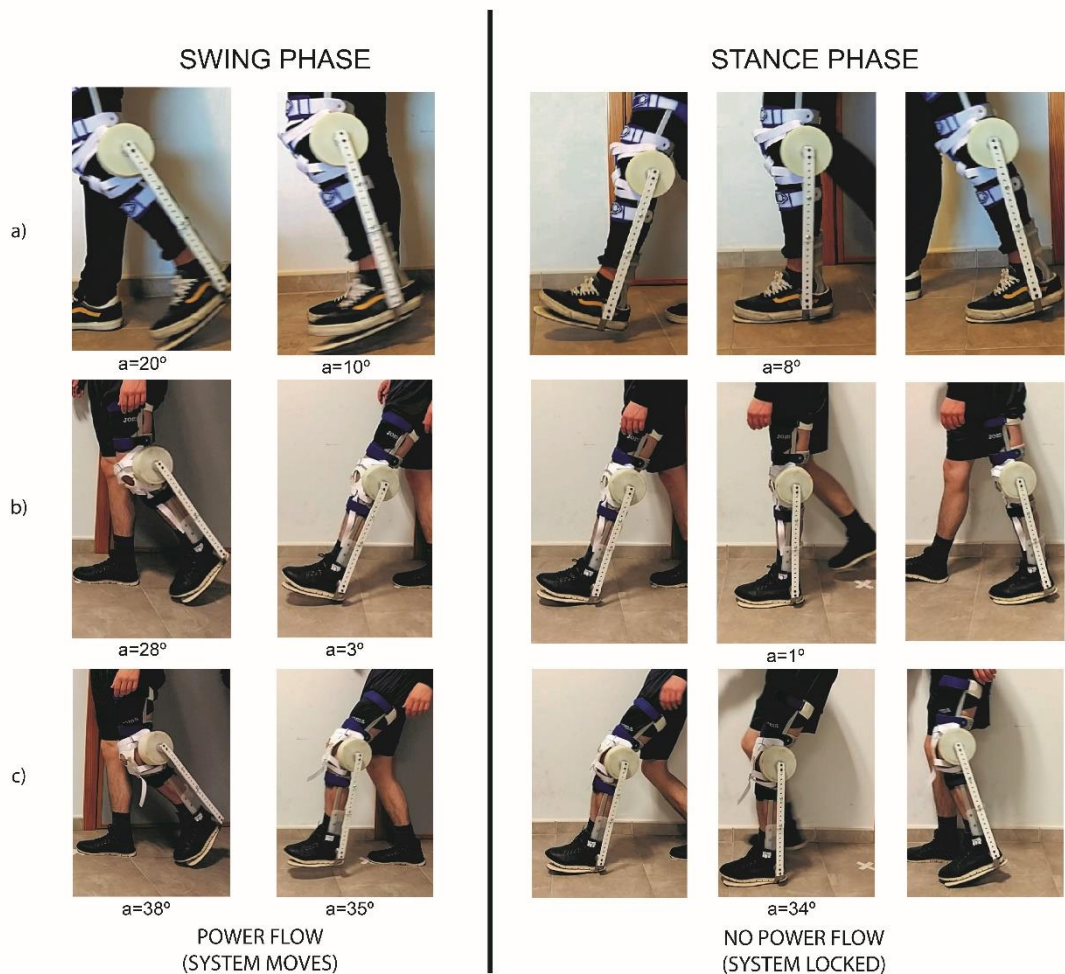 SWING PHASE
STANCE PHASE
a)
a=20º
a=10º
a=8º
b)
a=28º
a=3º
a=1º
c)
a=38º
a=35º
a=34º
POWER FLOW
(SYSTEM MOVES)
NO POWER FLOW
(SYSTEM LOCKED)